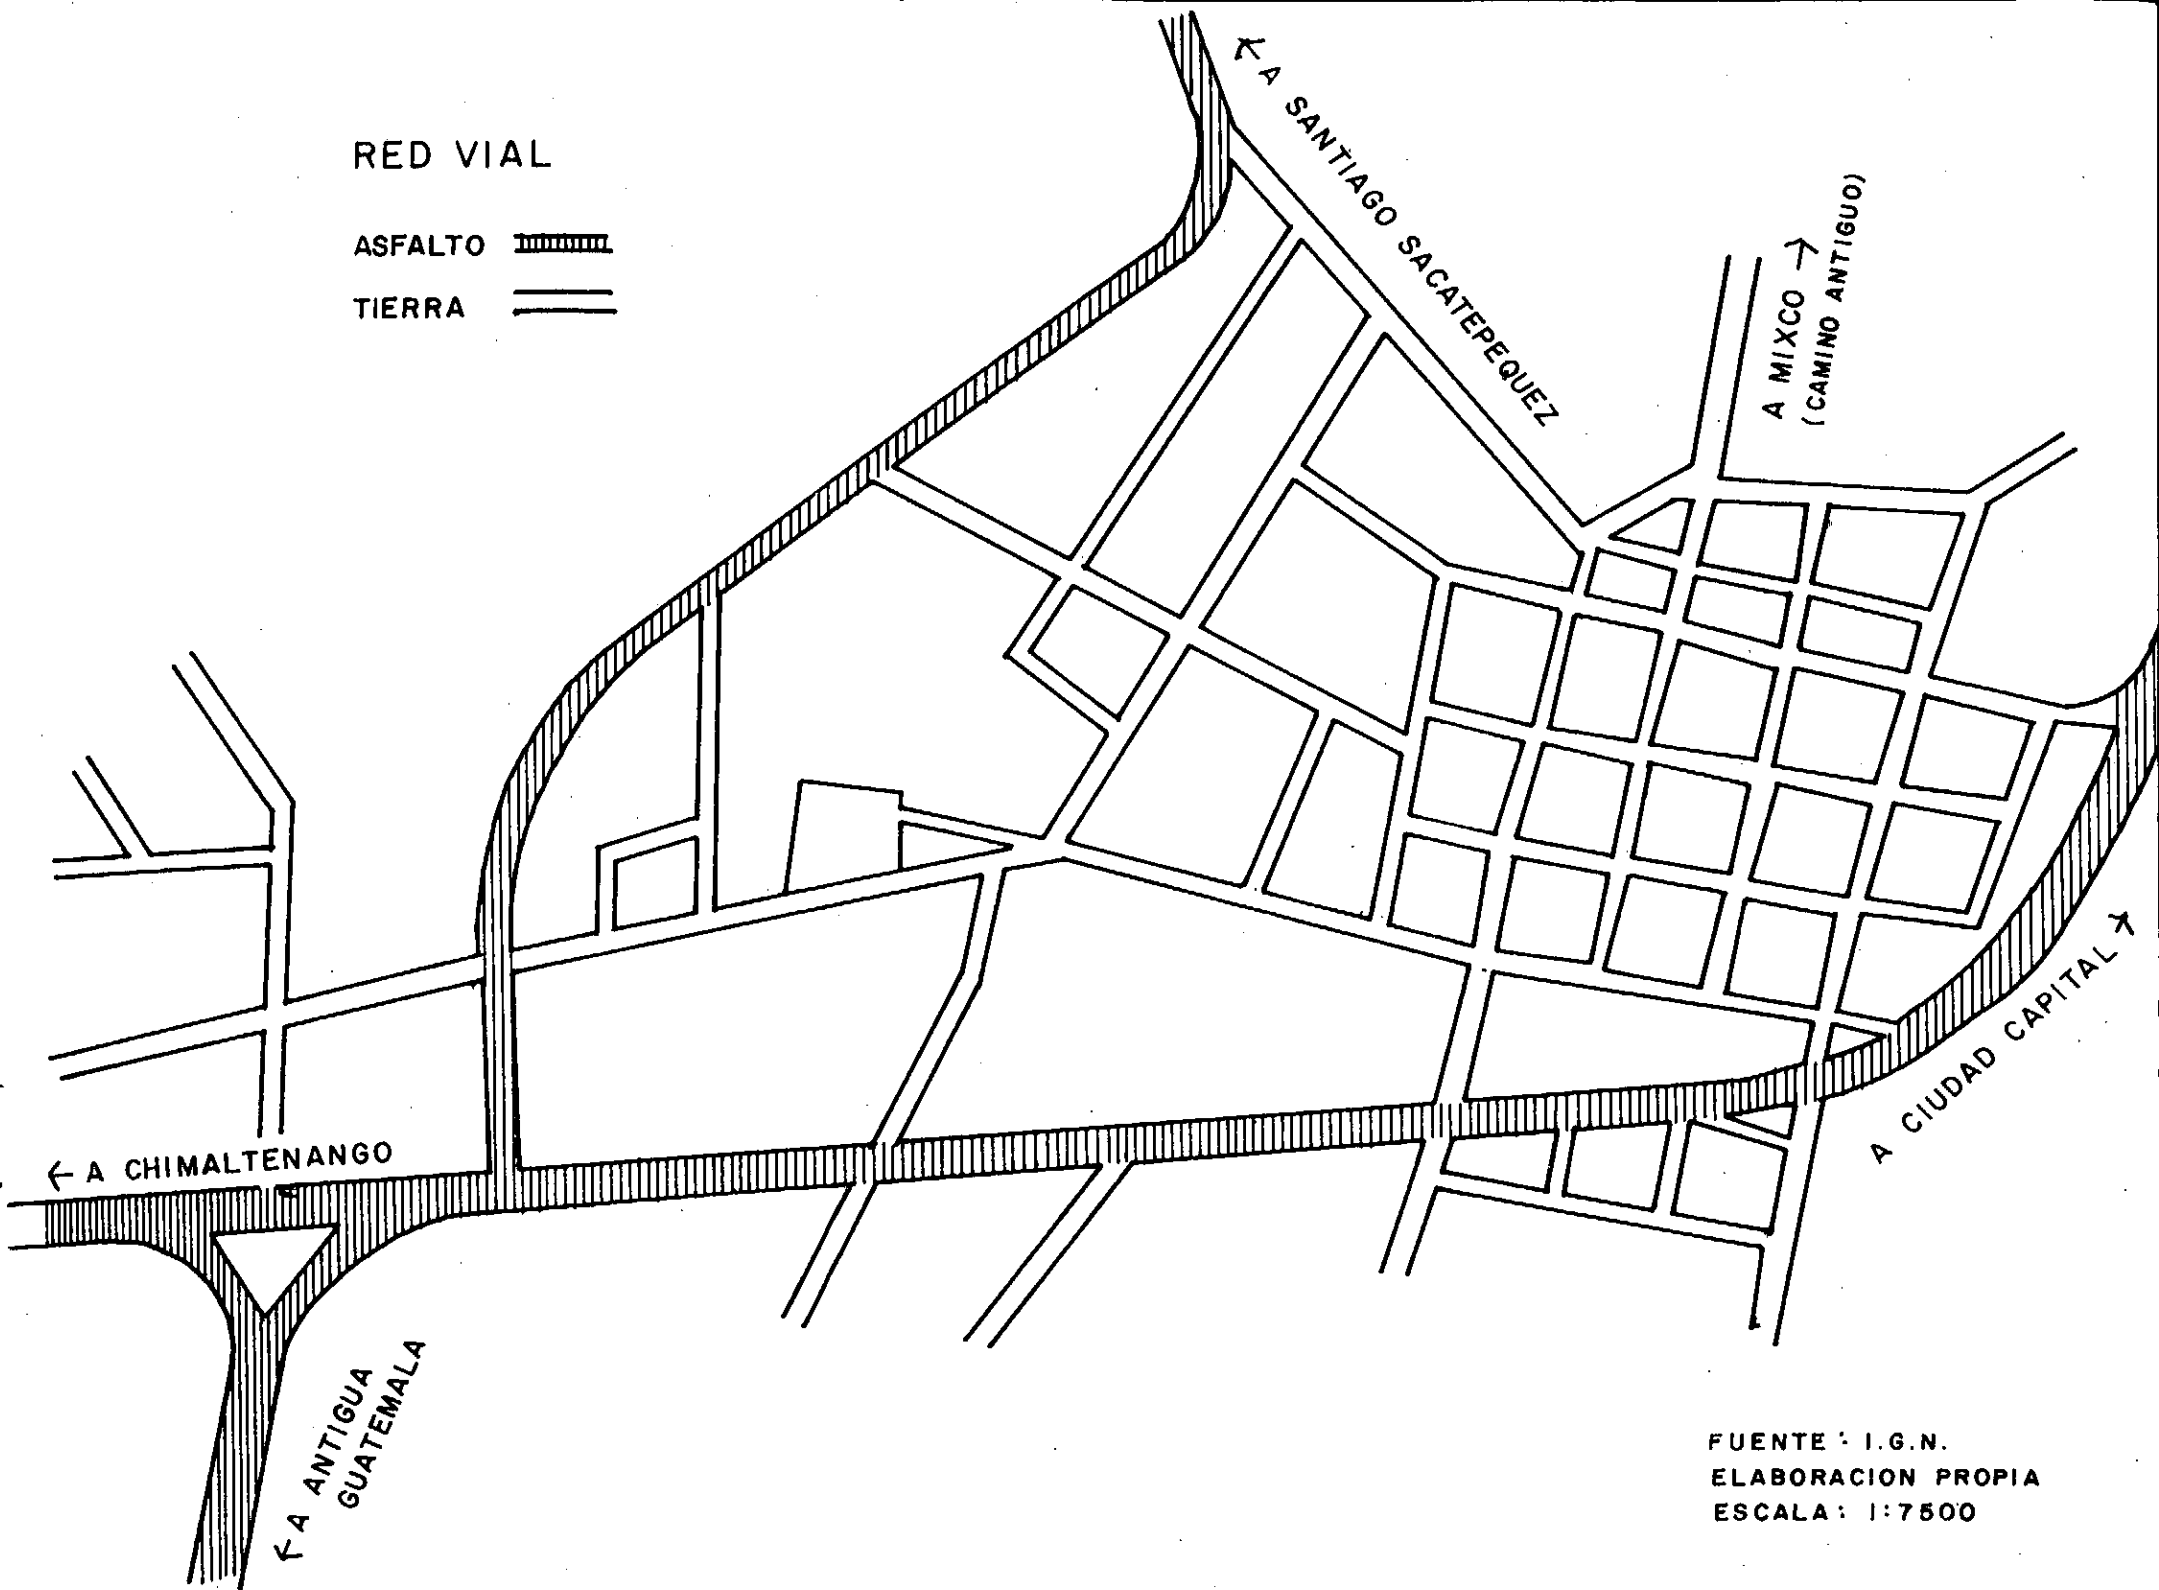 RED VIAL
ASFALTO
TIERRA
← A SANTIAGO SACATEPEQUEZ
A MIXCO →
(CAMINO ANTIGUO)
← A CHIMALTENANGO
A CIUDAD CAPITAL →
← A ANTIGUA
GUATEMALA
FUENTE : I.G.N.
ELABORACION PROPIA
ESCALA: 1:7500